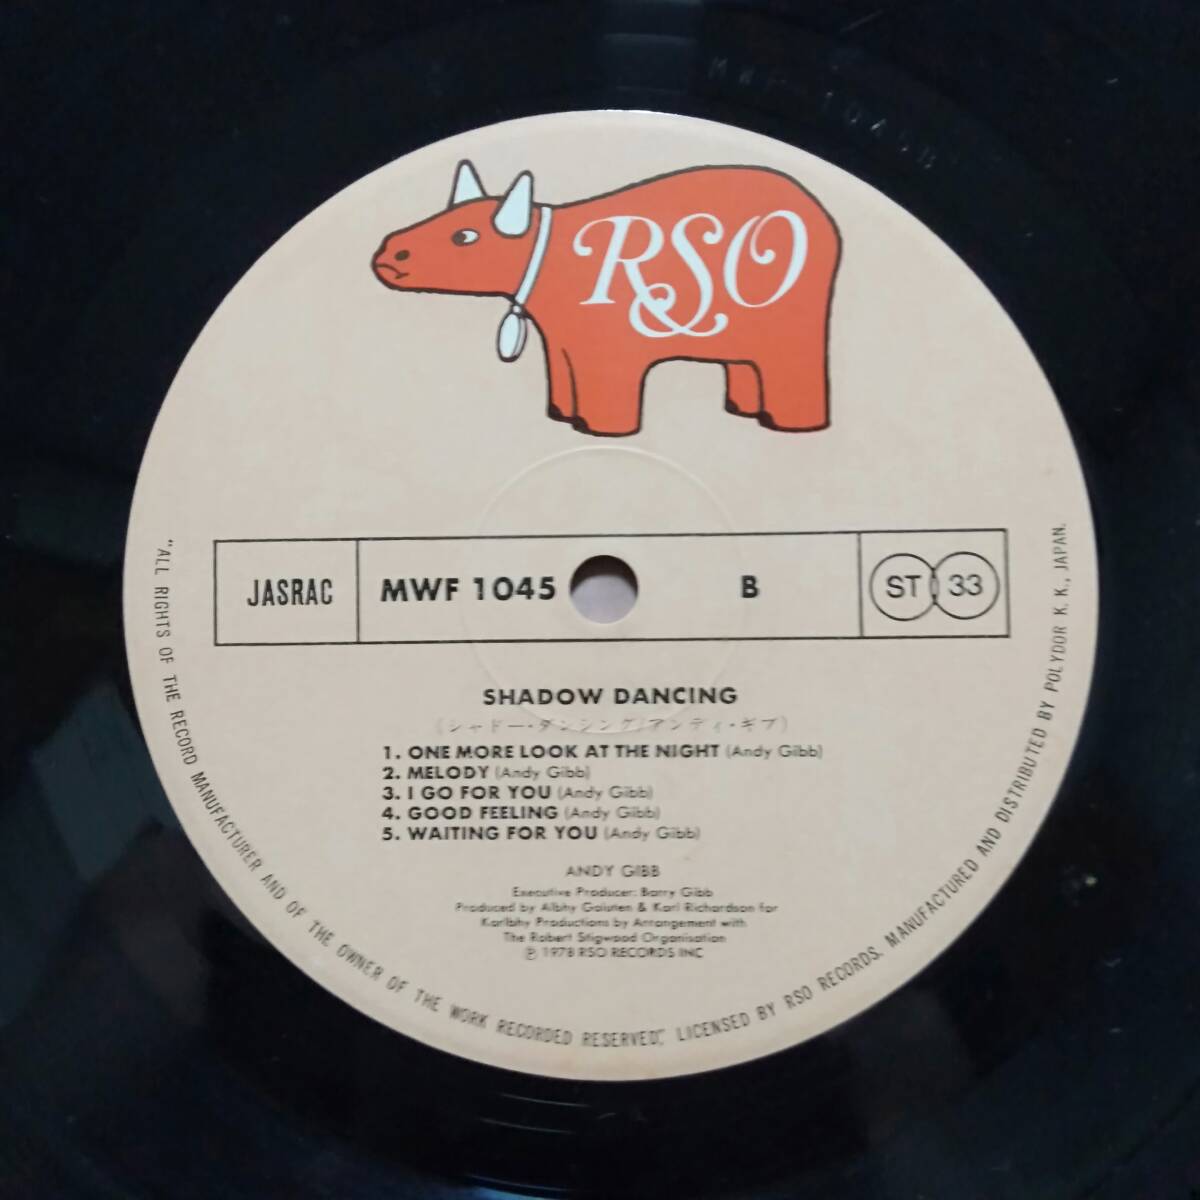 MWF 1045 B
RSO
JASRAC
MWF 1045
B
ST 33
SHADOW DANCING
(シャドー・ダンシング/アンディ・ギブ)
1. ONE MORE LOOK AT THE NIGHT (Andy Gibb)
2. MELODY (Andy Gibb)
3. I GO FOR YOU (Andy Gibb)
4. GOOD FEELING (Andy Gibb)
5. WAITING FOR YOU (Andy Gibb)
ANDY GIBB
Executive Producer: Barry Gibb
Produced by Albhy Galuten & Karl Richardson for
Karlbhy Productions by Arrangement with
The Robert Stigwood Organisation
Ⓟ 1978 RSO RECORDS INC
"ALL RIGHTS OF THE RECORD MANUFACTURER AND OF THE OWNER OF THE WORK RECORDED RESERVED", LICENSED BY RSO RECORDS. MANUFACTURED AND DISTRIBUTED BY POLYDOR K. K., JAPAN.